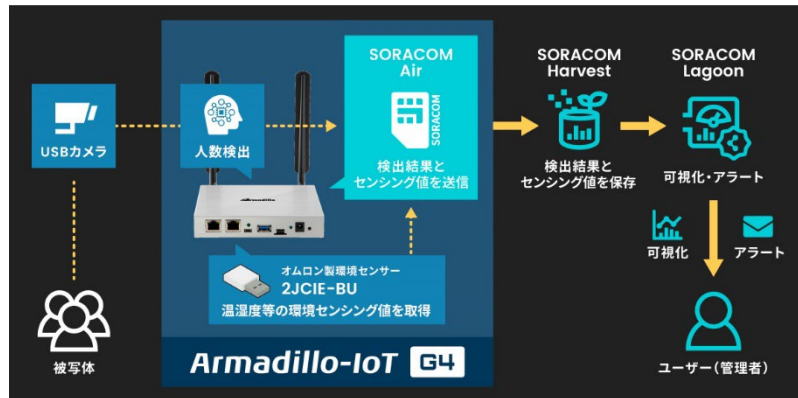 USBカメラ
被写体
人数検出
Armadillo
SORACOM
Air
SORACOM
検出結果と
センシング値を送信
オムロン製環境センサー
2JCIE-BU
温湿度等の環境センシング値を取得
Armadillo-IoT G4
SORACOM
Harvest
検出結果と
センシング値を保存
SORACOM
Lagoon
可視化・アラート
可視化
アラート
ユーザー(管理者)